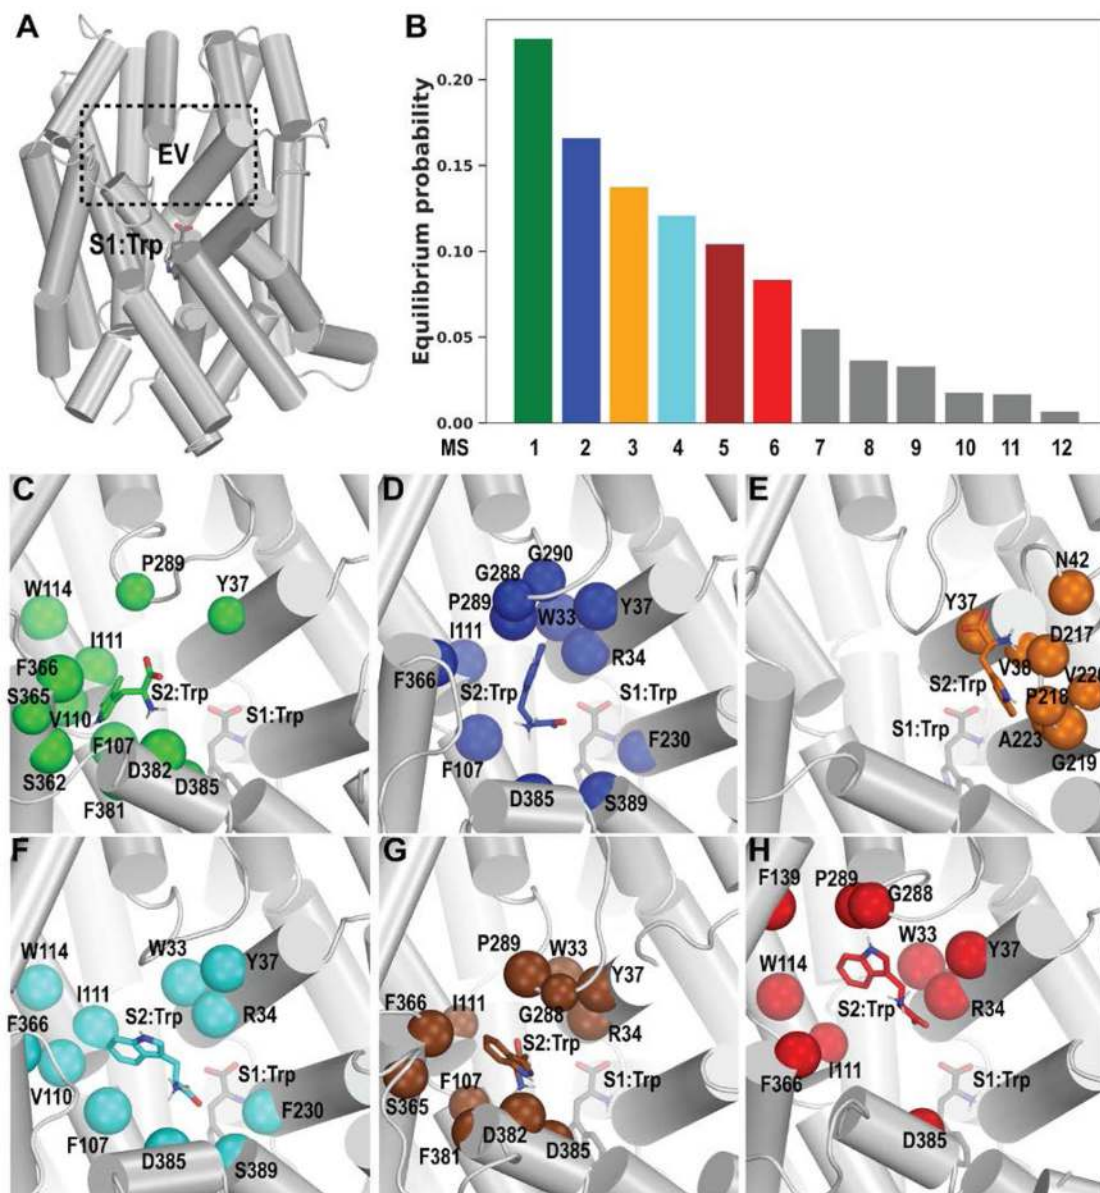 A
EV
S1:Trp
B
Equilibrium probability
0.20
0.15
0.10
0.05
0.00
MS 1 2 3 4 5 6 7 8 9 10 11 12
C
P289
Y37
W114
I111
F366
S365
S2:Trp
V110
S1:Trp
F107
S362
D382
D385
F381
D
G290
G288
P289
Y37
W33
I111
R34
F366
S2:Trp
S1:Trp
F107
F230
D385
S389
E
N42
Y37
D217
V38
V220
S2:Trp
P218
S1:Trp
A223
G219
F
W33
W114
Y37
I111
R34
S2:Trp
F366
S1:Trp
V110
F230
F107
D385
S389
G
P289
W33
Y37
F366
I111
G288
R34
S2:Trp
S1:Trp
F107
S365
D382
D385
F381
H
F139
P289
G288
W33
Y37
W114
R34
S2:Trp
I111
F366
S1:Trp
D385